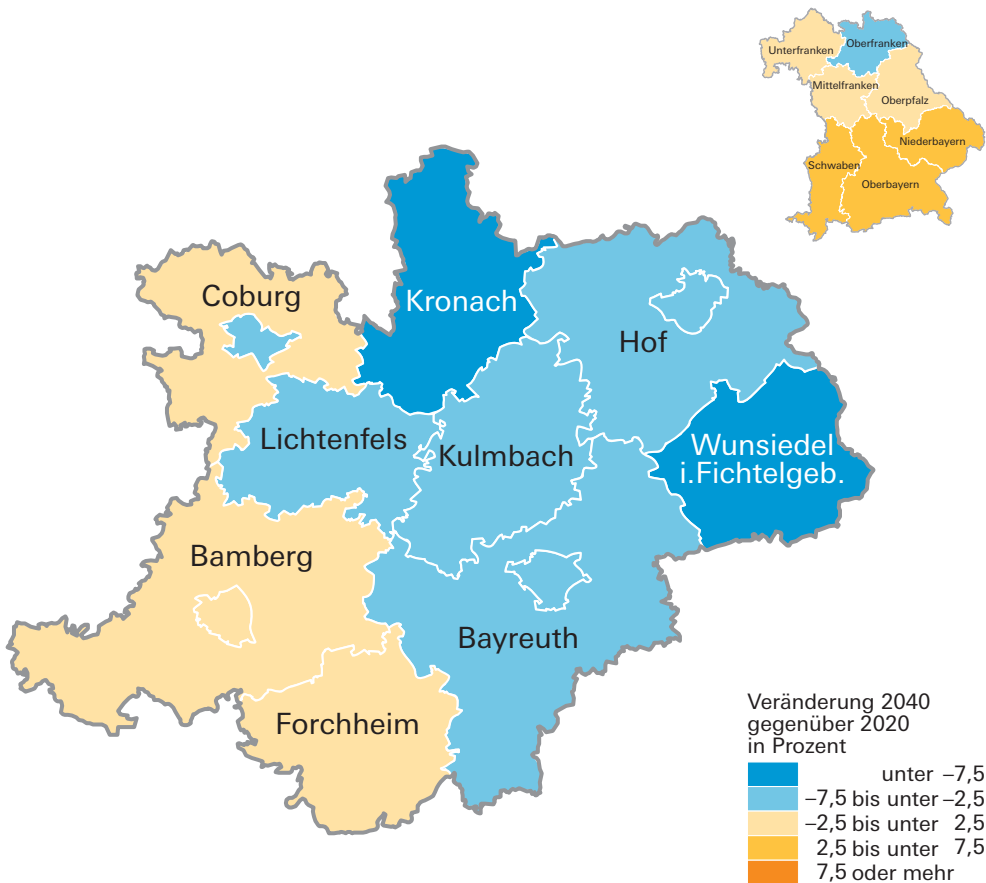 Unterfranken
Oberfranken
Mittelfranken
Oberpfalz
Niederbayern
Schwaben
Oberbayern
Coburg
Kronach
Hof
Lichtenfels
Kulmbach
Wunsiedel
i.Fichtelgeb.
Bamberg
Bayreuth
Forchheim
Veränderung 2040
gegenüber 2020
in Prozent
unter –7,5
–7,5 bis unter –2,5
–2,5 bis unter 2,5
2,5 bis unter 7,5
7,5 oder mehr